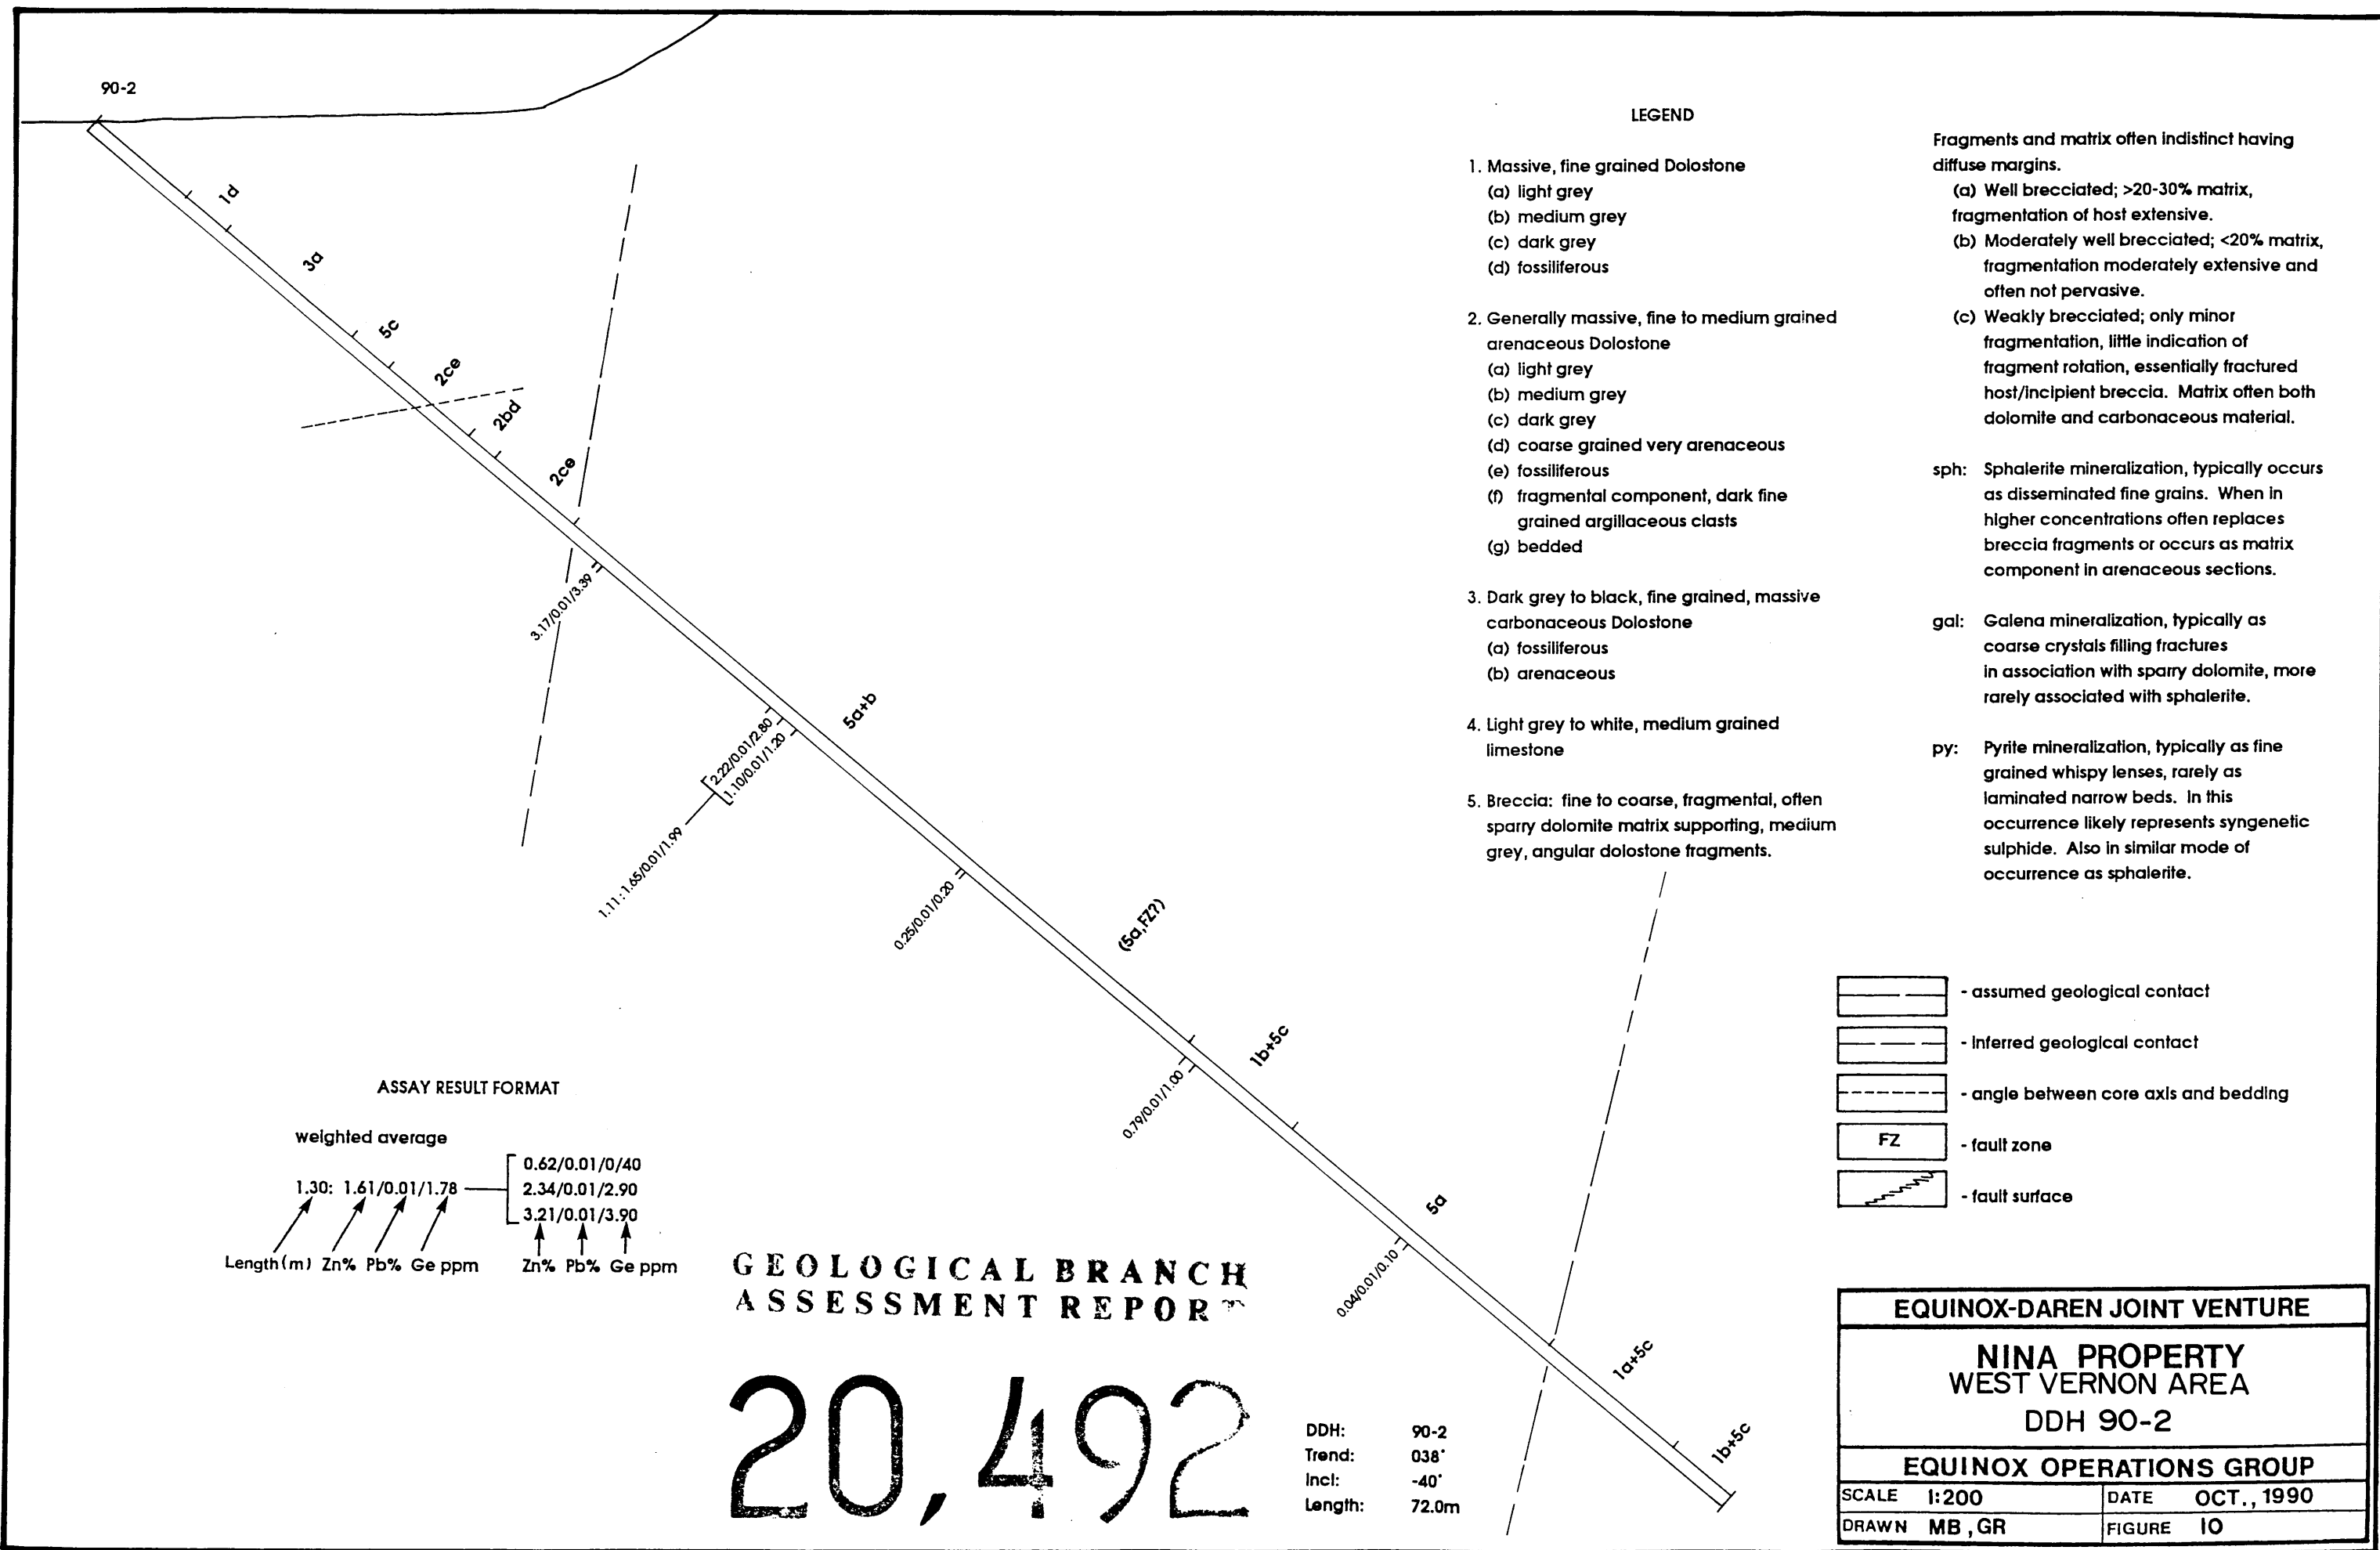 90-2
1d
3a
5c
2ce
2bd
2ce
3.17/0.01/3.39
5a+b
2.22/0.01/2.80
1.10/0.01/1.20
1.11:1.65/0.01/1.99
0.25/0.01/0.20
(5a,FZ?)
1b+5c
0.79/0.01/1.00
5a
0.04/0.01/0.10
1a+5c
1b+5c
LEGEND
1. Massive, fine grained Dolostone
(a) light grey
(b) medium grey
(c) dark grey
(d) fossiliferous
2. Generally massive, fine to medium grained
arenaceous Dolostone
(a) light grey
(b) medium grey
(c) dark grey
(d) coarse grained very arenaceous
(e) fossiliferous
(f) fragmental component, dark fine
grained argillaceous clasts
(g) bedded
3. Dark grey to black, fine grained, massive
carbonaceous Dolostone
(a) fossiliferous
(b) arenaceous
4. Light grey to white, medium grained
limestone
5. Breccia: fine to coarse, fragmental, often
sparry dolomite matrix supporting, medium
grey, angular dolostone fragments.
Fragments and matrix often indistinct having
diffuse margins.
(a) Well brecciated; >20-30% matrix,
fragmentation of host extensive.
(b) Moderately well brecciated; <20% matrix,
fragmentation moderately extensive and
often not pervasive.
(c) Weakly brecciated; only minor
fragmentation, little indication of
fragment rotation, essentially fractured
host/incipient breccia. Matrix often both
dolomite and carbonaceous material.
sph: Sphalerite mineralization, typically occurs
as disseminated fine grains. When in
higher concentrations often replaces
breccia fragments or occurs as matrix
component in arenaceous sections.
gal: Galena mineralization, typically as
coarse crystals filling fractures
in association with sparry dolomite, more
rarely associated with sphalerite.
py: Pyrite mineralization, typically as fine
grained whispy lenses, rarely as
laminated narrow beds. In this
occurrence likely represents syngenetic
sulphide. Also in similar mode of
occurrence as sphalerite.
- assumed geological contact
- inferred geological contact
- angle between core axis and bedding
FZ - fault zone
- fault surface
ASSAY RESULT FORMAT
weighted average
0.62/0.01/0/40
1.30: 1.61/0.01/1.78
2.34/0.01/2.90
3.21/0.01/3.90
Length(m) Zn% Pb% Ge ppm
Zn% Pb% Ge ppm
GEOLOGICAL BRANCH
ASSESSMENT REPORT
20,492
DDH: 90-2
Trend: 038°
Incl: -40°
Length: 72.0m
EQUINOX-DAREN JOINT VENTURE
NINA PROPERTY
WEST VERNON AREA
DDH 90-2
EQUINOX OPERATIONS GROUP
SCALE 1:200
DATE OCT., 1990
DRAWN MB, GR
FIGURE 10